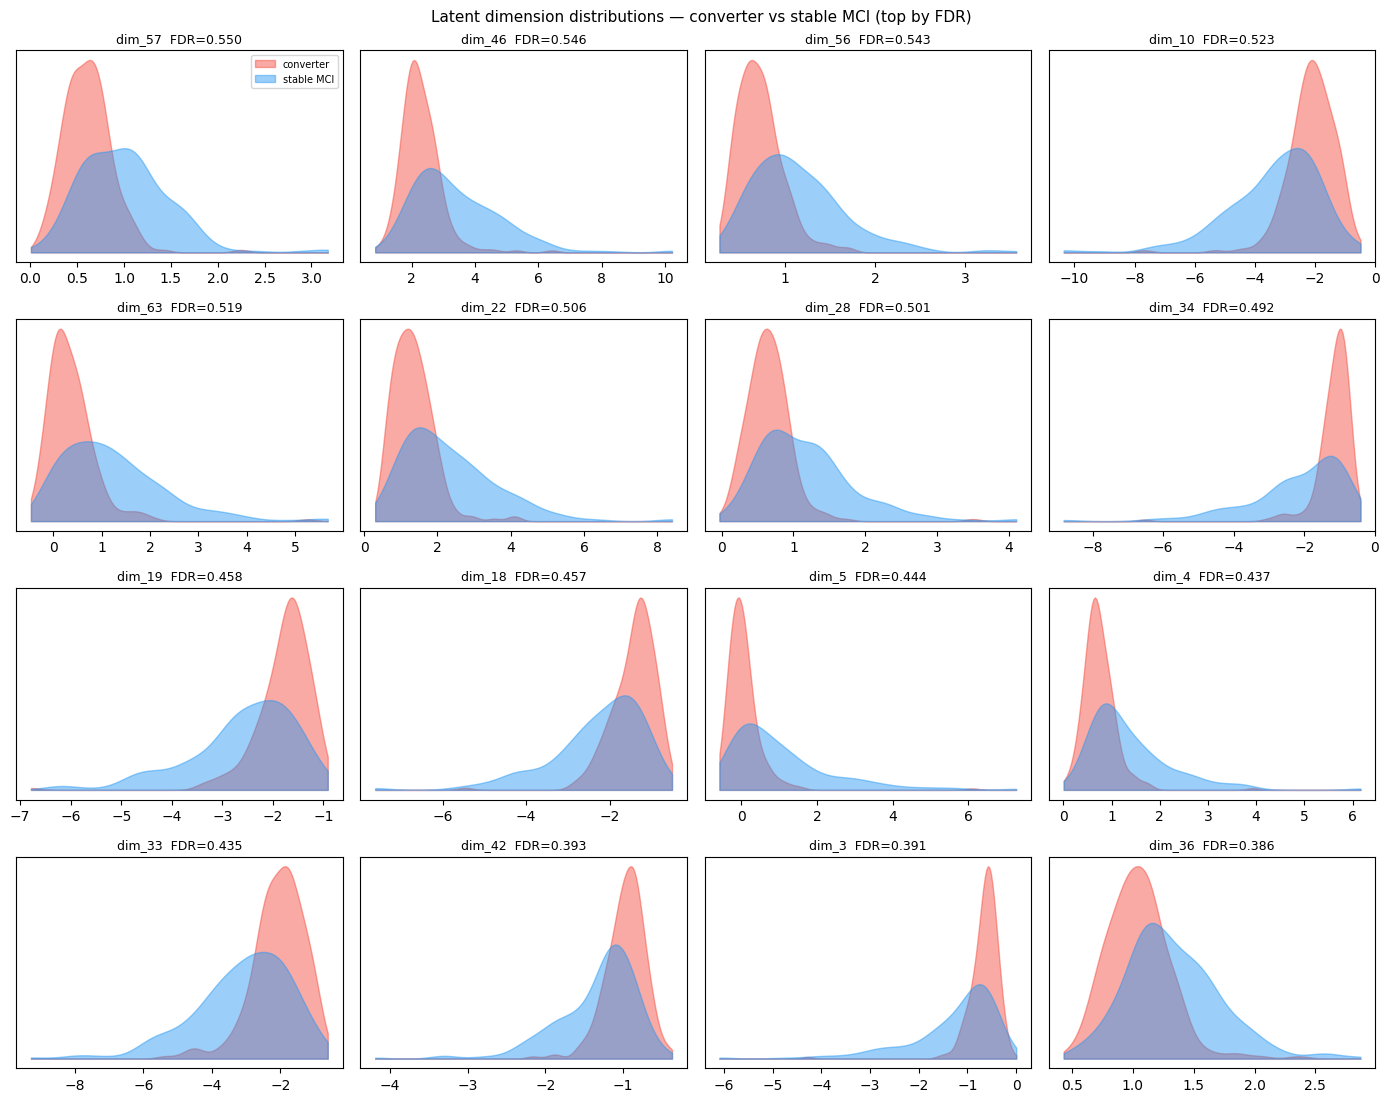 Latent dimension distributions — converter vs stable MCI (top by FDR)
dim_57  FDR=0.550
converter
stable MCI
0.0 0.5 1.0 1.5 2.0 2.5 3.0
dim_46  FDR=0.546
2 4 6 8 10
dim_56  FDR=0.543
1 2 3
dim_10  FDR=0.523
−10 −8 −6 −4 −2 0
dim_63  FDR=0.519
0 1 2 3 4 5
dim_22  FDR=0.506
0 2 4 6 8
dim_28  FDR=0.501
0 1 2 3 4
dim_34  FDR=0.492
−8 −6 −4 −2 0
dim_19  FDR=0.458
−7 −6 −5 −4 −3 −2 −1
dim_18  FDR=0.457
−6 −4 −2
dim_5  FDR=0.444
0 2 4 6
dim_4  FDR=0.437
0 1 2 3 4 5 6
dim_33  FDR=0.435
−8 −6 −4 −2
dim_42  FDR=0.393
−4 −3 −2 −1
dim_3  FDR=0.391
−6 −5 −4 −3 −2 −1 0
dim_36  FDR=0.386
0.5 1.0 1.5 2.0 2.5